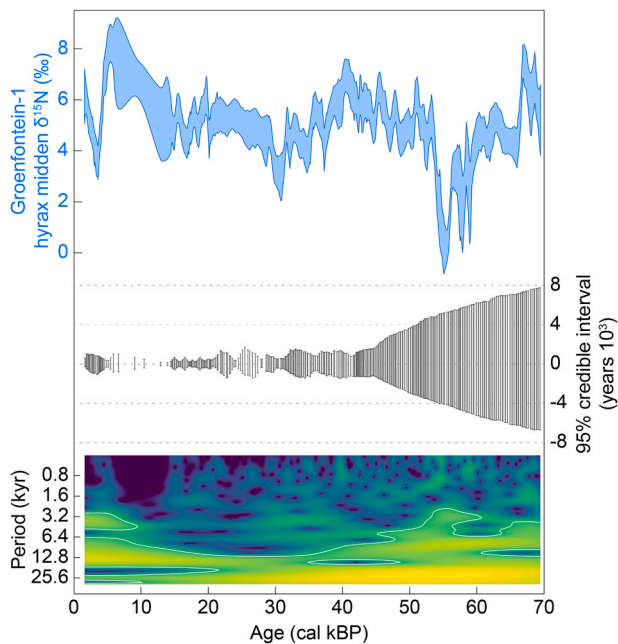 Groenfontein-1
hyrax midden δ¹⁵N (‰)
8
6
4
2
0
8
4
0
-4
-8
95% credible interval
(years 10³)
Period (kyr)
0.8
1.6
3.2
6.4
12.8
25.6
0 10 20 30 40 50 60 70
Age (cal kBP)